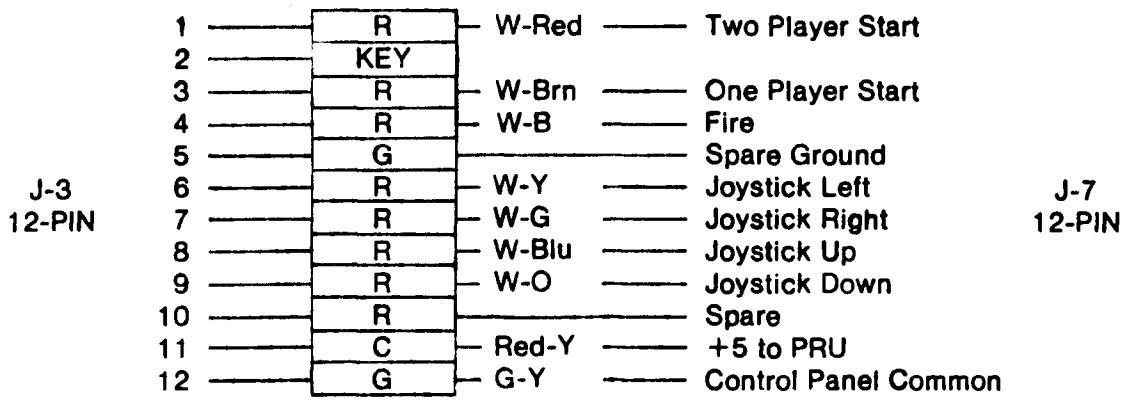 1 R W-Red Two Player Start
2 KEY
3 R W-Brn One Player Start
4 R W-B Fire
5 G Spare Ground
J-3 6 R W-Y Joystick Left J-7
12-PIN 7 R W-G Joystick Right 12-PIN
8 R W-Blu Joystick Up
9 R W-O Joystick Down
10 R Spare
11 C Red-Y +5 to PRU
12 G G-Y Control Panel Common